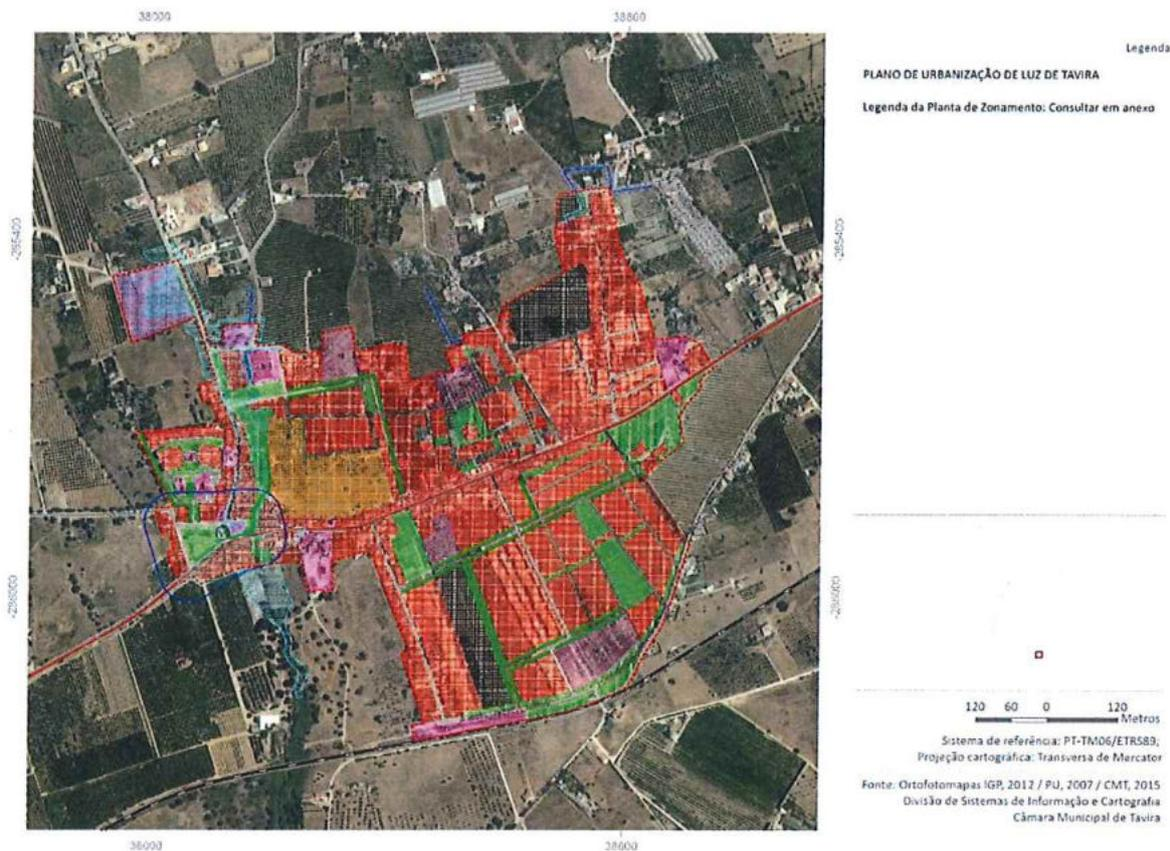 38000
38800
-285400
-285400
-286000
-286000
38000
38800
Legenda
PLANO DE URBANIZAÇÃO DE LUZ DE TAVIRA
Legenda da Planta de Zonamento: Consultar em anexo
120 60 0 120
Metros
Sistema de referência: PT-TM06/ETRS89;
Projeção cartográfica: Transversa de Mercator
Fonte: Ortofotomapas IGP, 2012 / PU, 2007 / CMT, 2015
Divisão de Sistemas de Informação e Cartografia
Câmara Municipal de Tavira